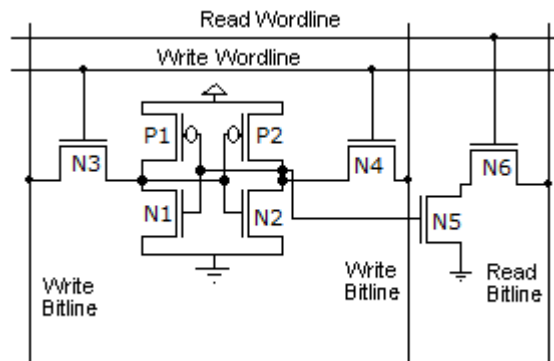 Read Wordline
Write Wordline
P1
P2
N3
N4
N6
N1
N2
N5
Write
Bitline
Write
Bitline
Read
Bitline